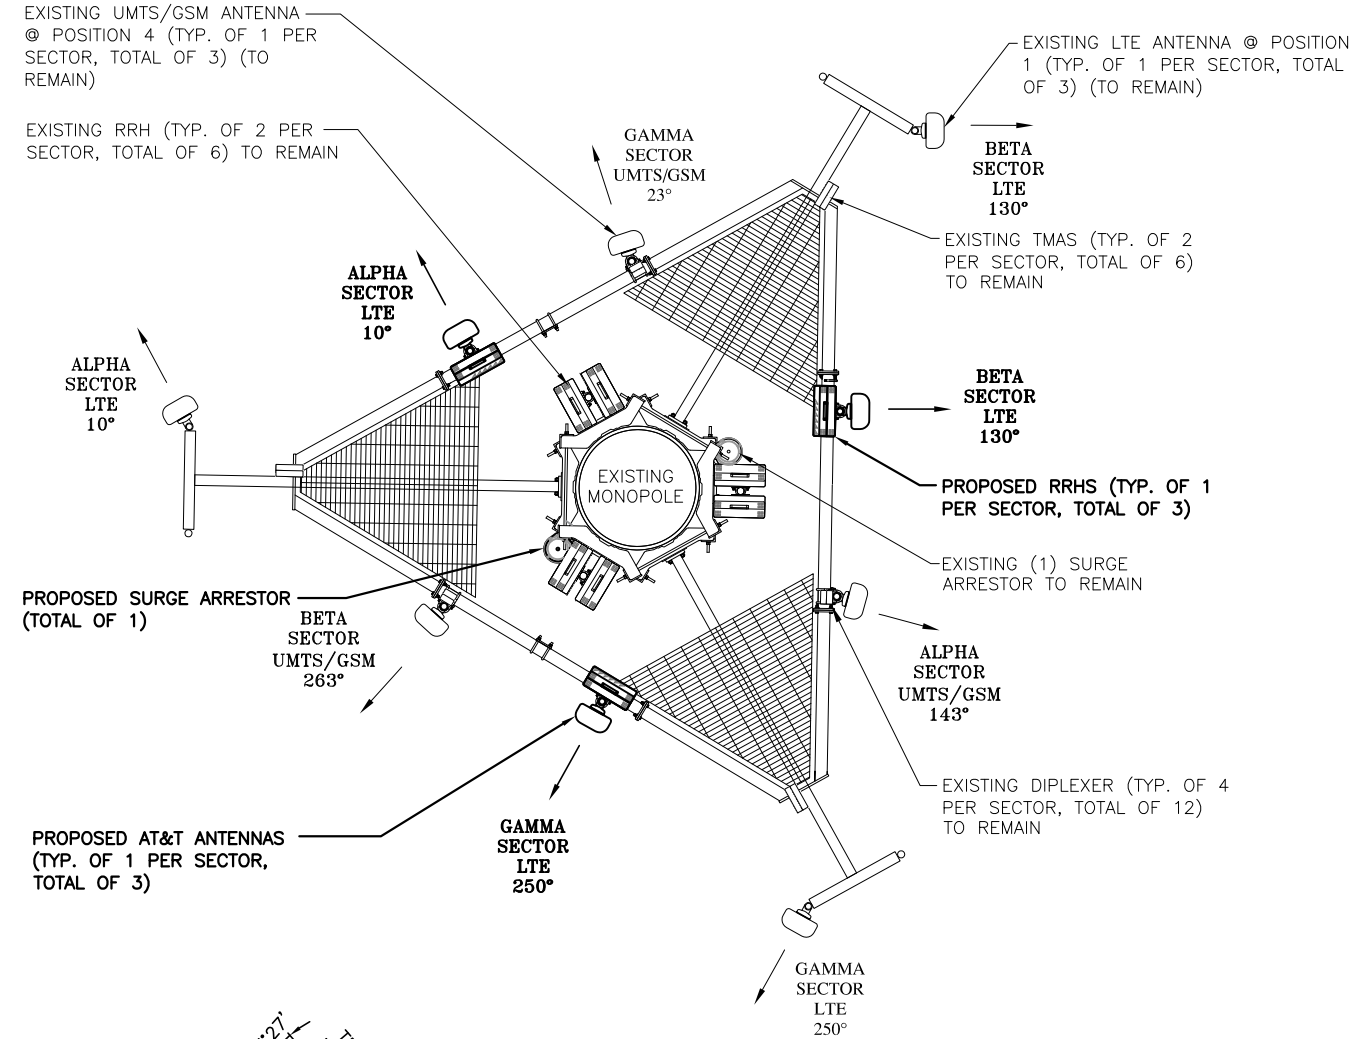 EXISTING UMTS/GSM ANTENNA
@ POSITION 4 (TYP. OF 1 PER
SECTOR, TOTAL OF 3) (TO
REMAIN)
EXISTING LTE ANTENNA @ POSITION
1 (TYP. OF 1 PER SECTOR, TOTAL
OF 3) (TO REMAIN)
EXISTING RRH (TYP. OF 2 PER
SECTOR, TOTAL OF 6) TO REMAIN
GAMMA
SECTOR
UMTS/GSM
23°
BETA
SECTOR
LTE
130°
EXISTING TMAS (TYP. OF 2
PER SECTOR, TOTAL OF 6)
TO REMAIN
ALPHA
SECTOR
LTE
10°
ALPHA
SECTOR
LTE
10°
BETA
SECTOR
LTE
130°
EXISTING
MONOPOLE
PROPOSED RRHS (TYP. OF 1
PER SECTOR, TOTAL OF 3)
EXISTING (1) SURGE
ARRESTOR TO REMAIN
PROPOSED SURGE ARRESTOR
(TOTAL OF 1)
BETA
SECTOR
UMTS/GSM
263°
ALPHA
SECTOR
UMTS/GSM
143°
EXISTING DIPLEXER (TYP. OF 4
PER SECTOR, TOTAL OF 12)
TO REMAIN
PROPOSED AT&T ANTENNAS
(TYP. OF 1 PER SECTOR,
TOTAL OF 3)
GAMMA
SECTOR
LTE
250°
GAMMA
SECTOR
LTE
250°